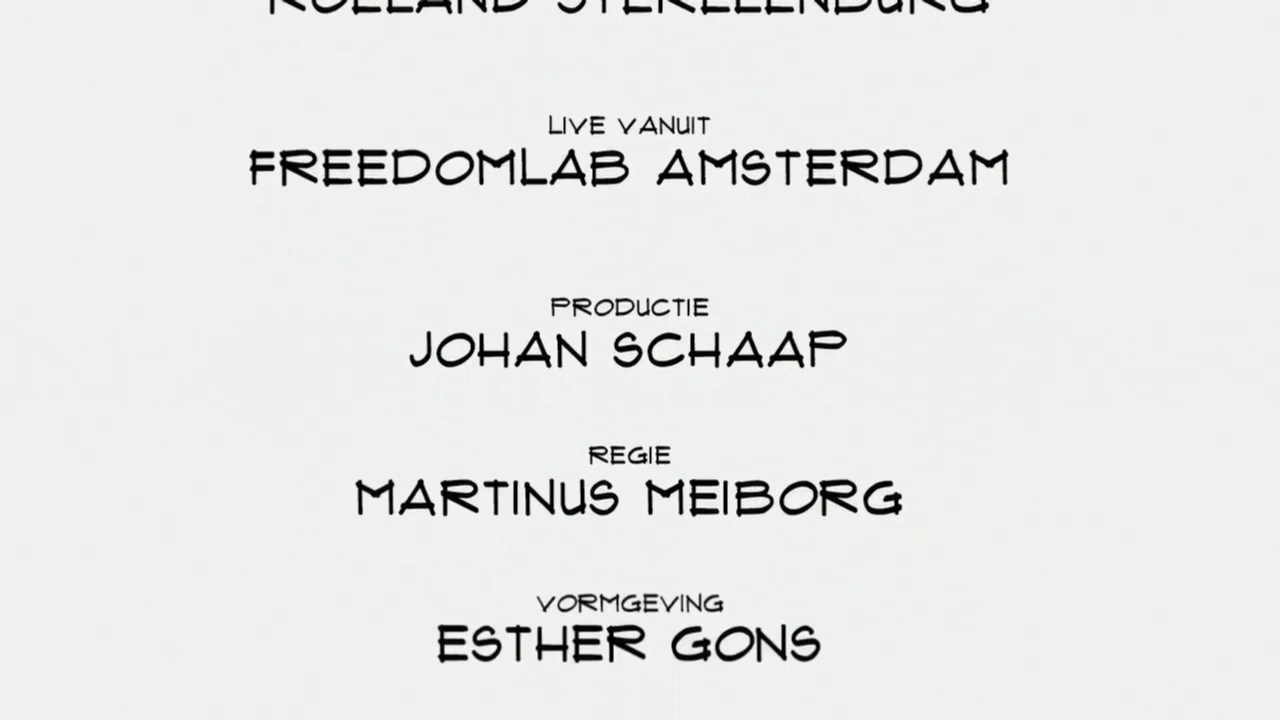 LIVE VANUIT
FREEDOMLAB AMSTERDAM
PRODUCTIE
JOHAN SCHAAP
REGIE
MARTINUS MEIBORG
VORMGEVING
ESTHER GONS